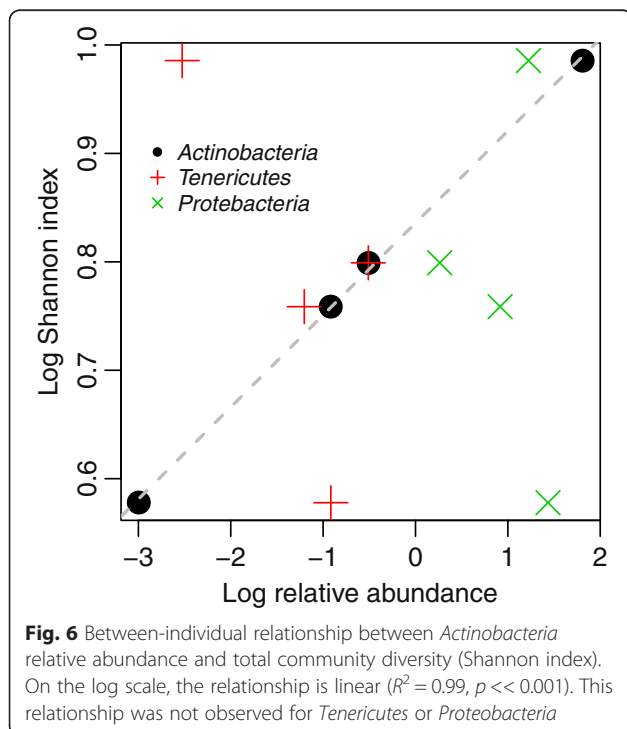 1.0
0.9
0.8
0.7
0.6
Log Shannon index
Actinobacteria
Tenericutes
Protebacteria
−3 −2 −1 0 1 2
Log relative abundance
Fig. 6 Between-individual relationship between Actinobacteria
relative abundance and total community diversity (Shannon index).
On the log scale, the relationship is linear (R² = 0.99, p << 0.001). This
relationship was not observed for Tenericutes or Proteobacteria